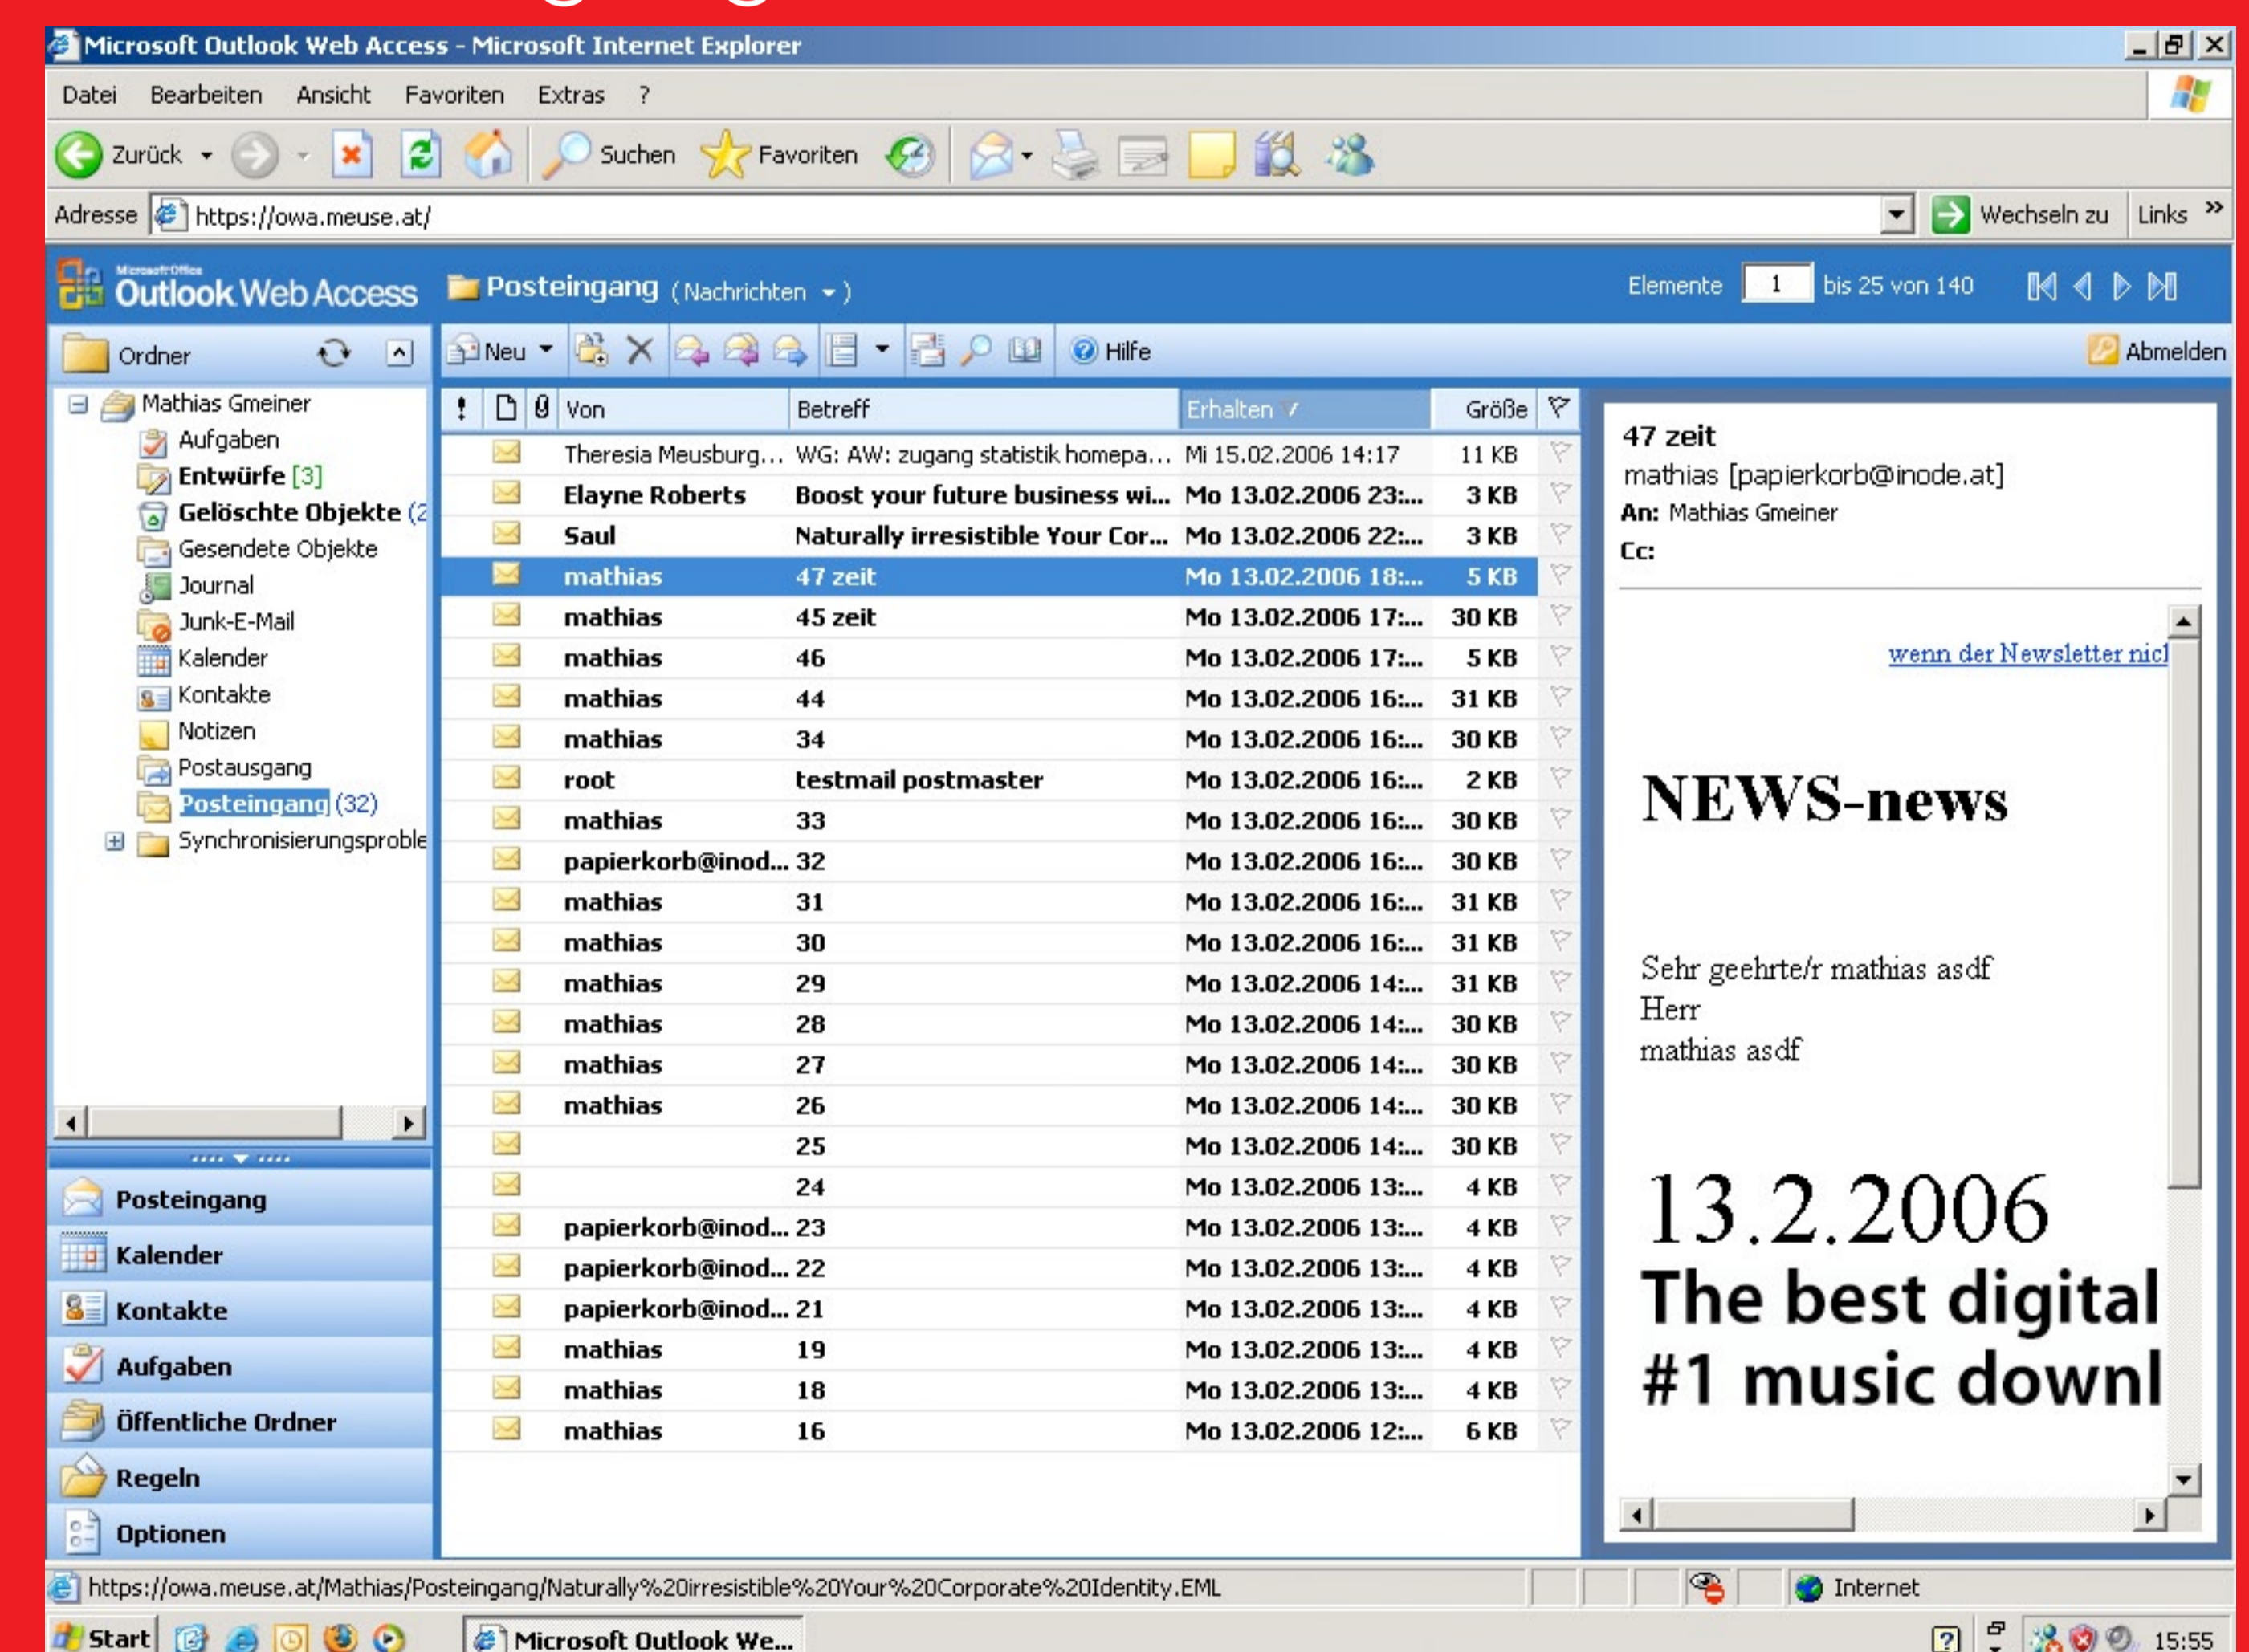 Microsoft Outlook Web Access - Microsoft Internet Explorer
Datei Bearbeiten Ansicht Favoriten Extras ?
Zurück Suchen Favoriten
Adresse https://owa.meuse.at/ Wechseln zu Links »
Microsoft Office
Outlook Web Access Posteingang (Nachrichten ) Elemente 1 bis 25 von 140
Ordner Neu Hilfe Abmelden
Mathias Gmeiner
Aufgaben
Entwürfe [3]
Gelöschte Objekte (2
Gesendete Objekte
Journal
Junk-E-Mail
Kalender
Kontakte
Notizen
Postausgang
Posteingang (32)
Synchronisierungsproble
Posteingang
Kalender
Kontakte
Aufgaben
Öffentliche Ordner
Regeln
Optionen
! Von Betreff Erhalten Größe
Theresia Meusburg... WG: AW: zugang statistik homepa... Mi 15.02.2006 14:17 11 KB
Elayne Roberts Boost your future business wi... Mo 13.02.2006 23:... 3 KB
Saul Naturally irresistible Your Cor... Mo 13.02.2006 22:... 3 KB
mathias 47 zeit Mo 13.02.2006 18:... 5 KB
mathias 45 zeit Mo 13.02.2006 17:... 30 KB
mathias 46 Mo 13.02.2006 17:... 5 KB
mathias 44 Mo 13.02.2006 16:... 31 KB
mathias 34 Mo 13.02.2006 16:... 30 KB
root testmail postmaster Mo 13.02.2006 16:... 2 KB
mathias 33 Mo 13.02.2006 16:... 30 KB
papierkorb@inod... 32 Mo 13.02.2006 16:... 30 KB
mathias 31 Mo 13.02.2006 16:... 31 KB
mathias 30 Mo 13.02.2006 16:... 31 KB
mathias 29 Mo 13.02.2006 14:... 31 KB
mathias 28 Mo 13.02.2006 14:... 30 KB
mathias 27 Mo 13.02.2006 14:... 30 KB
mathias 26 Mo 13.02.2006 14:... 30 KB
25 Mo 13.02.2006 14:... 30 KB
24 Mo 13.02.2006 13:... 4 KB
papierkorb@inod... 23 Mo 13.02.2006 13:... 4 KB
papierkorb@inod... 22 Mo 13.02.2006 13:... 4 KB
papierkorb@inod... 21 Mo 13.02.2006 13:... 4 KB
mathias 19 Mo 13.02.2006 13:... 4 KB
mathias 18 Mo 13.02.2006 13:... 4 KB
mathias 16 Mo 13.02.2006 12:... 6 KB
47 zeit
mathias [papierkorb@inode.at]
An: Mathias Gmeiner
Cc:
wenn der Newsletter nicl
NEWS-news
Sehr geehrte/r mathias asdf
Herr
mathias asdf
13.2.2006
The best digital
#1 music downl
https://owa.meuse.at/Mathias/Posteingang/Naturally%20irresistible%20Your%20Corporate%20Identity.EML Internet
Start Microsoft Outlook We... 15:55